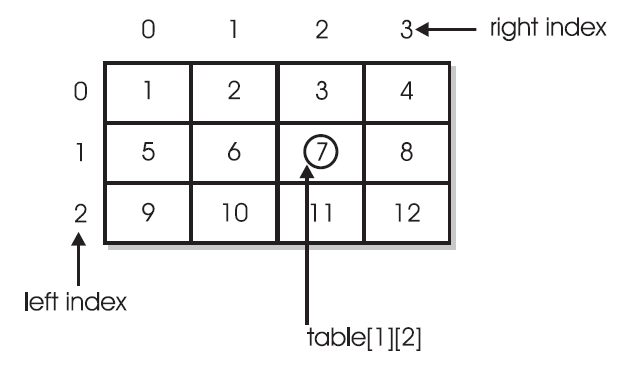 0 1 2 3 right index
0 1 2 3 4
1 5 6 7 8
2 9 10 11 12
left index
table[1][2]